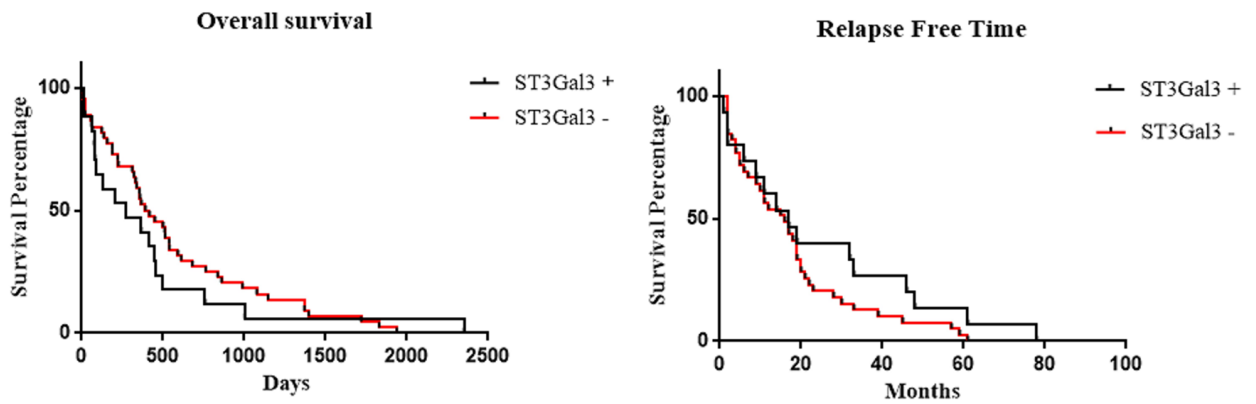 Overall survival
ST3Gal3 +
ST3Gal3 -
Survival Percentage
100
50
0
0 500 1000 1500 2000 2500
Days
Relapse Free Time
ST3Gal3 +
ST3Gal3 -
Survival Percentage
100
50
0
0 20 40 60 80 100
Months